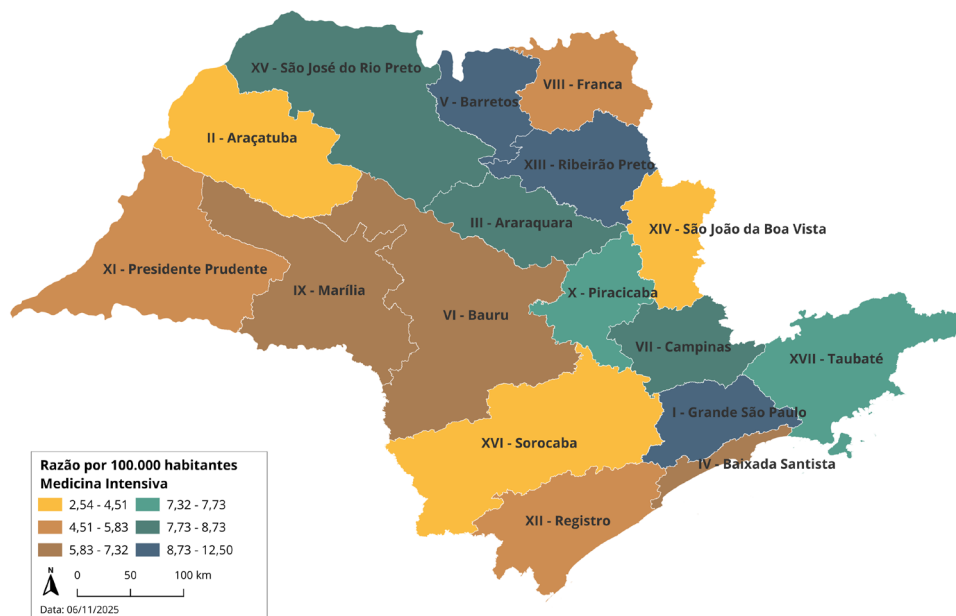 XV - São José do Rio Preto
VIII - Franca
V - Barretos
II - Araçatuba
XIII - Ribeirão Preto
III - Araraquara
XIV - São João da Boa Vista
XI - Presidente Prudente
IX - Marília
X - Piracicaba
VI - Bauru
VII - Campinas
XVII - Taubaté
I - Grande São Paulo
XVI - Sorocaba
IV - Baixada Santista
XII - Registro
Razão por 100.000 habitantes
Medicina Intensiva
2,54 - 4,51 7,32 - 7,73
4,51 - 5,83 7,73 - 8,73
5,83 - 7,32 8,73 - 12,50
N
0 50 100 km
Data: 06/11/2025